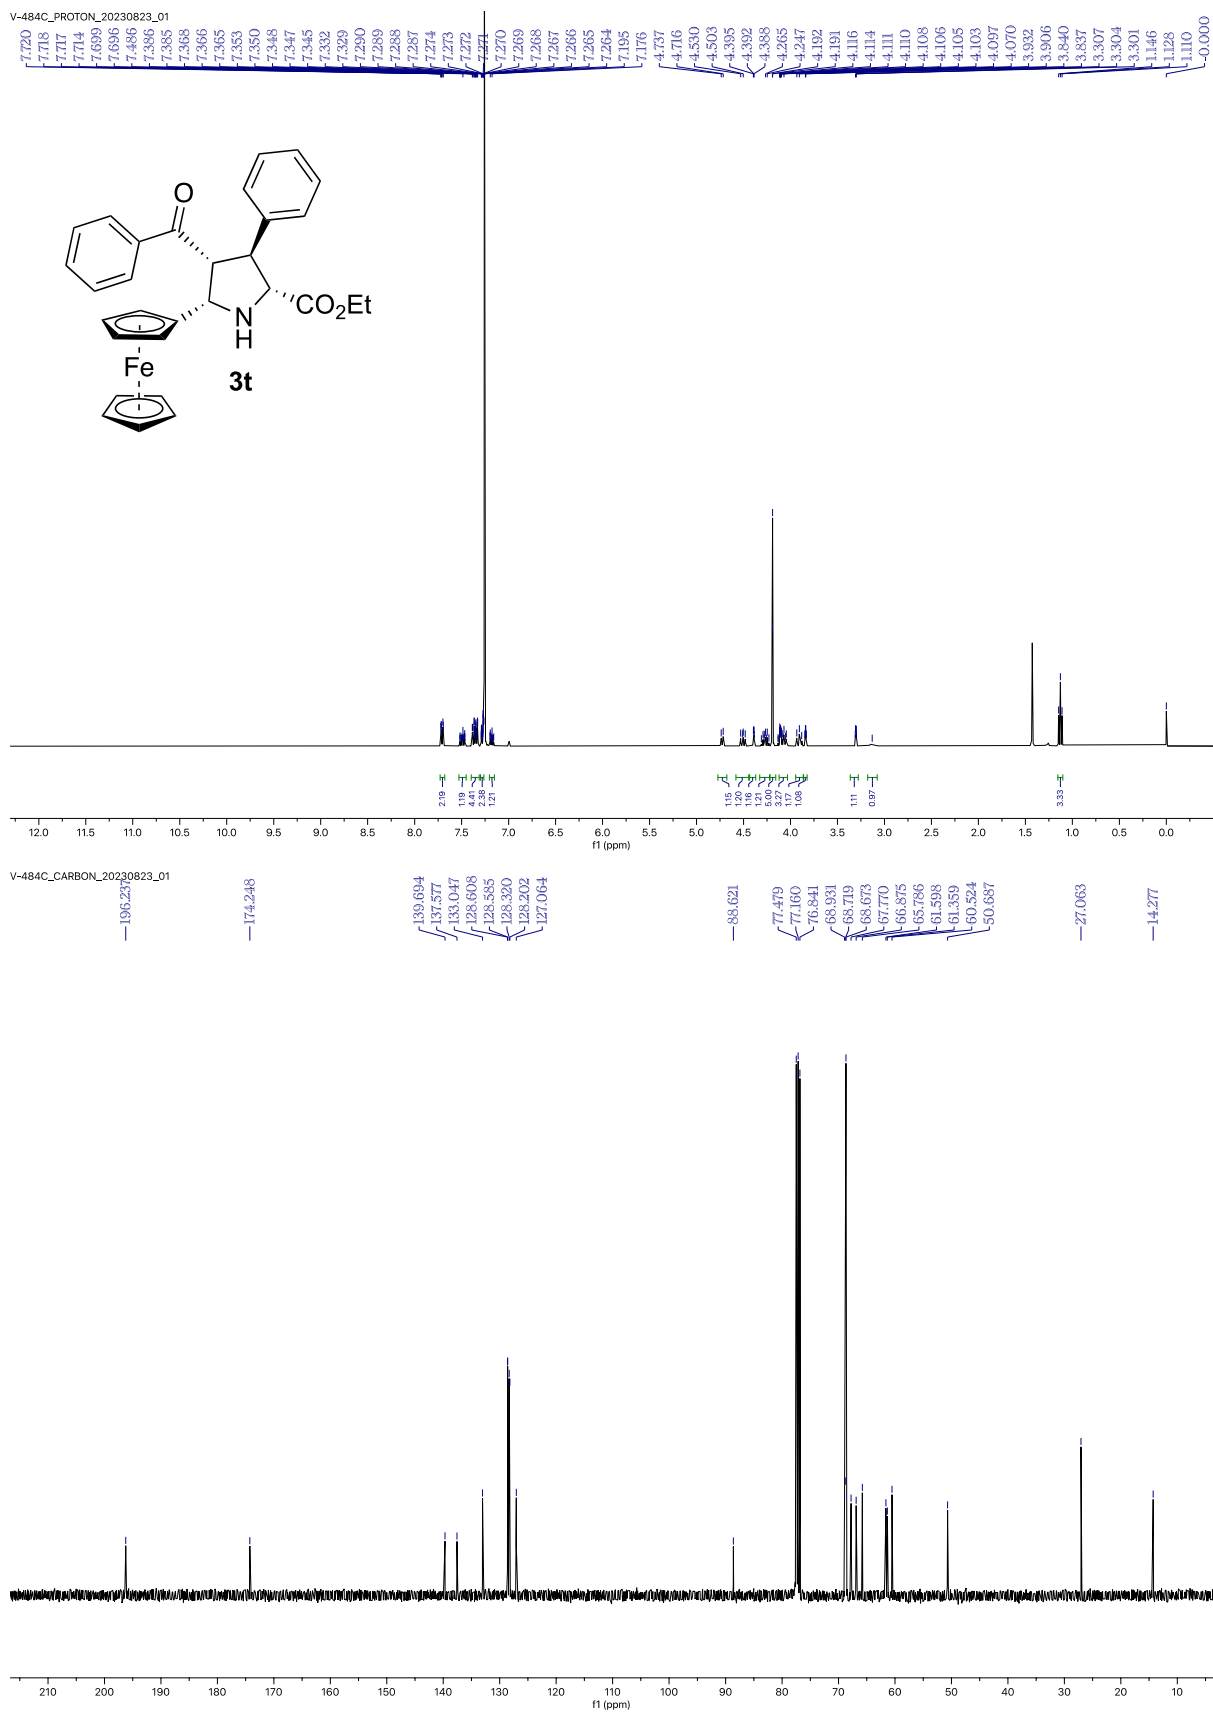 V-484C_PROTON_20230823_01
7.720 7.718 7.717 7.714 7.699 7.696 7.486 7.386 7.385 7.368 7.366 7.365 7.353 7.350 7.348 7.347 7.345 7.332 7.329 7.290 7.289 7.288 7.287 7.274 7.273 7.272 7.271 7.270 7.269 7.268 7.267 7.266 7.265 7.264 7.195 7.176 4.737 4.716 4.530 4.503 4.395 4.392 4.388 4.265 4.247 4.192 4.191 4.116 4.114 4.111 4.110 4.108 4.106 4.105 4.103 4.097 4.070 3.932 3.906 3.840 3.837 3.307 3.304 3.301 1.146 1.128 1.110 -0.000
O
N
H
CO2Et
Fe
3t
2.19 1.19 4.41 2.38 1.21 1.15 1.20 1.16 1.21 5.00 3.27 1.17 1.08 1.11 0.97 3.33
12.0 11.5 11.0 10.5 10.0 9.5 9.0 8.5 8.0 7.5 7.0 6.5 6.0 5.5 5.0 4.5 4.0 3.5 3.0 2.5 2.0 1.5 1.0 0.5 0.0
f1 (ppm)
V-484C_CARBON_20230823_01
196.237 174.248 139.694 137.577 133.047 128.608 128.585 128.320 128.202 127.064 88.621 77.479 77.160 76.841 68.931 68.719 68.673 67.770 66.875 65.786 61.598 61.359 60.524 50.687 27.063 14.277
210 200 190 180 170 160 150 140 130 120 110 100 90 80 70 60 50 40 30 20 10
f1 (ppm)